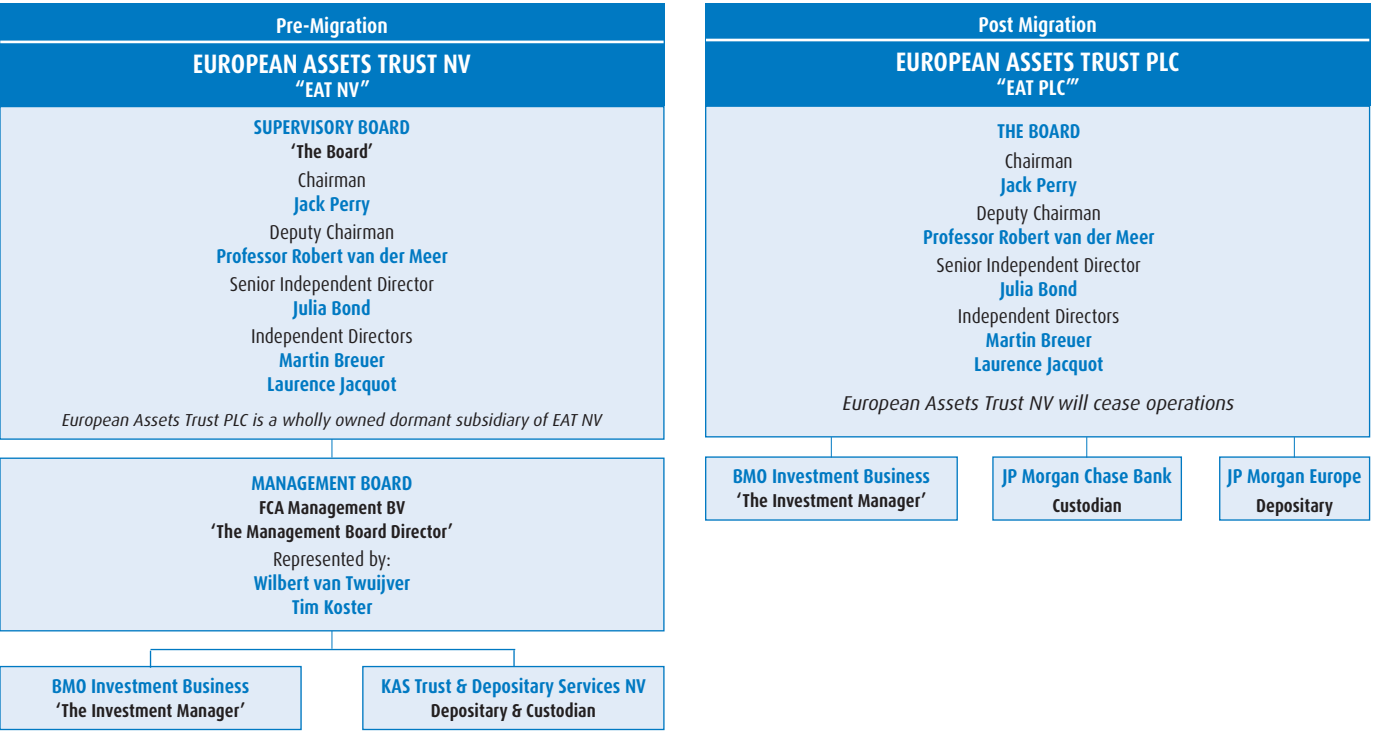 Pre-Migration
EUROPEAN ASSETS TRUST NV
“EAT NV”
SUPERVISORY BOARD
‘The Board’
Chairman
Jack Perry
Deputy Chairman
Professor Robert van der Meer
Senior Independent Director
Julia Bond
Independent Directors
Martin Breuer
Laurence Jacquot
European Assets Trust PLC is a wholly owned dormant subsidiary of EAT NV
MANAGEMENT BOARD
FCA Management BV
‘The Management Board Director’
Represented by:
Wilbert van Twuijver
Tim Koster
BMO Investment Business
‘The Investment Manager’
KAS Trust & Depositary Services NV
Depositary & Custodian
Post Migration
EUROPEAN ASSETS TRUST PLC
“EAT PLC’”
THE BOARD
Chairman
Jack Perry
Deputy Chairman
Professor Robert van der Meer
Senior Independent Director
Julia Bond
Independent Directors
Martin Breuer
Laurence Jacquot
European Assets Trust NV will cease operations
BMO Investment Business
‘The Investment Manager’
JP Morgan Chase Bank
Custodian
JP Morgan Europe
Depositary